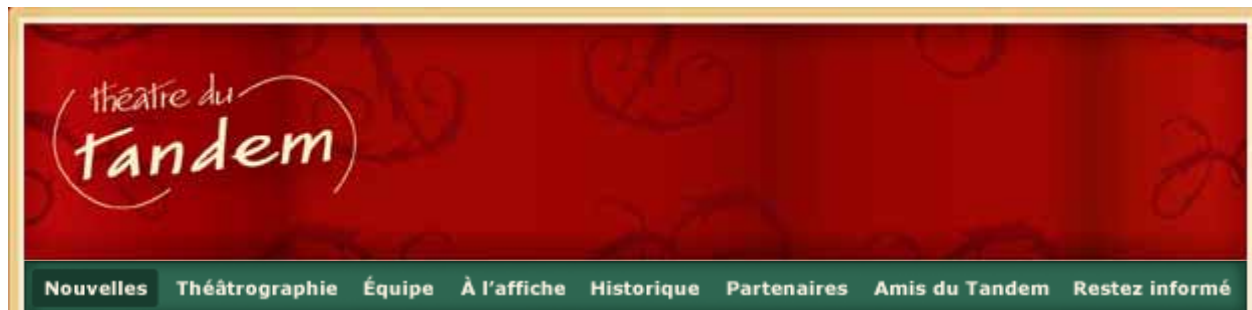 théâtre du
tandem
Nouvelles Théâtrographie Équipe À l'affiche Historique Partenaires Amis du Tandem Restez informé